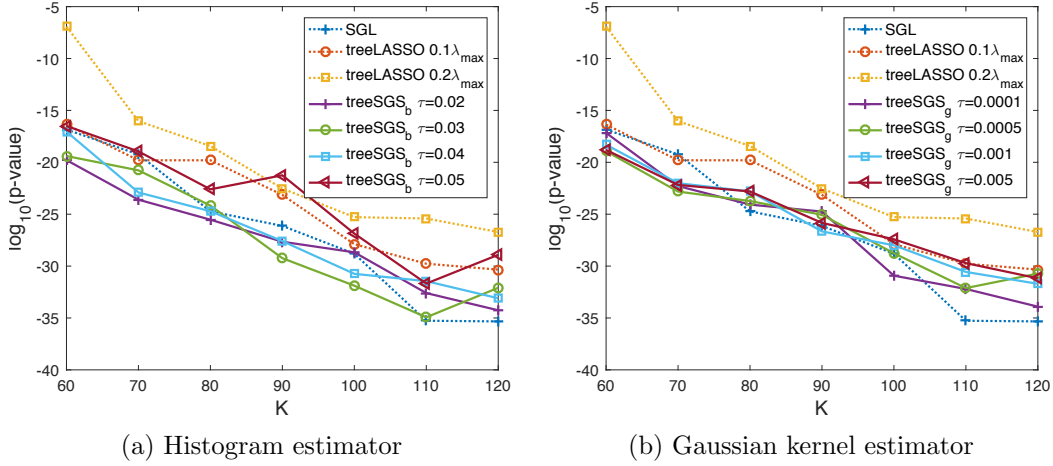 -5
-10
-15
-20
-25
-30
-35
-40
log10(p-value)
60 70 80 90 100 110 120
K
SGL
treeLASSO 0.1λmax
treeLASSO 0.2λmax
treeSGSb τ=0.02
treeSGSb τ=0.03
treeSGSb τ=0.04
treeSGSb τ=0.05
(a) Histogram estimator
-5
-10
-15
-20
-25
-30
-35
-40
log10(p-value)
60 70 80 90 100 110 120
K
SGL
treeLASSO 0.1λmax
treeLASSO 0.2λmax
treeSGSg τ=0.0001
treeSGSg τ=0.0005
treeSGSg τ=0.001
treeSGSg τ=0.005
(b) Gaussian kernel estimator